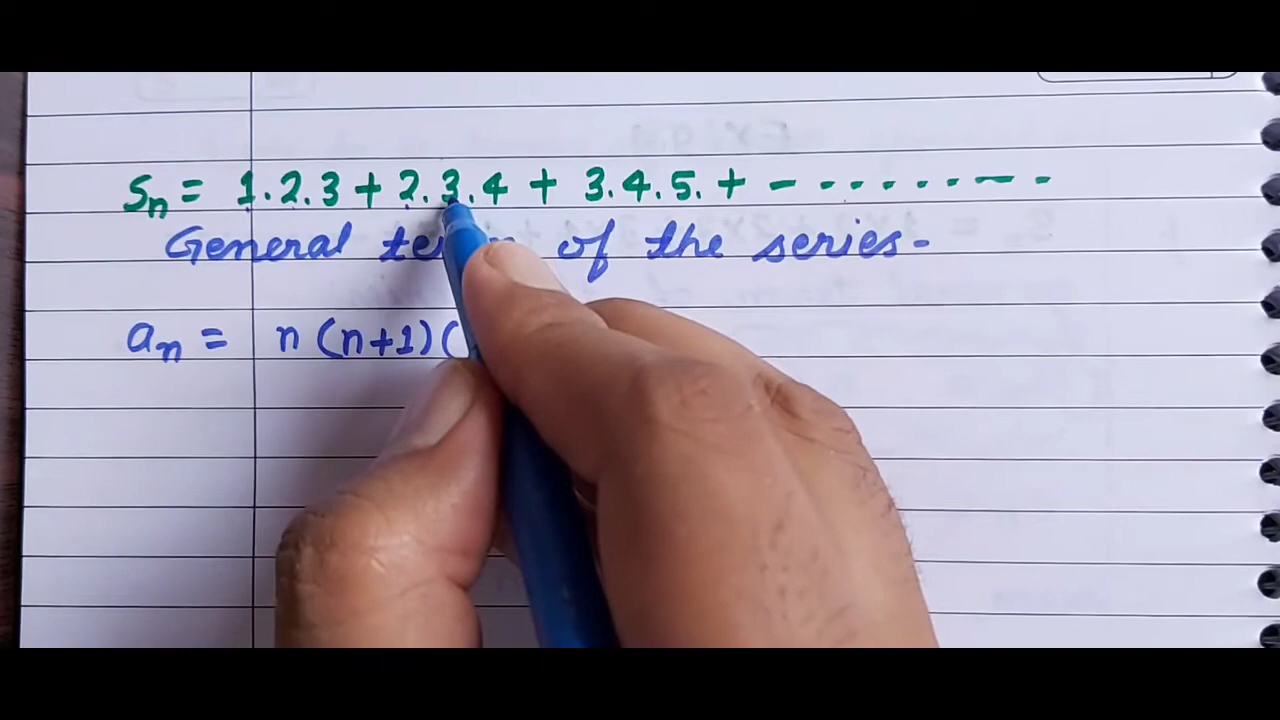 Sn = 1.2.3 + 2.3.4 + 3.4.5. + - . . . . . . - .
General of the series -
an = n (n+1) (